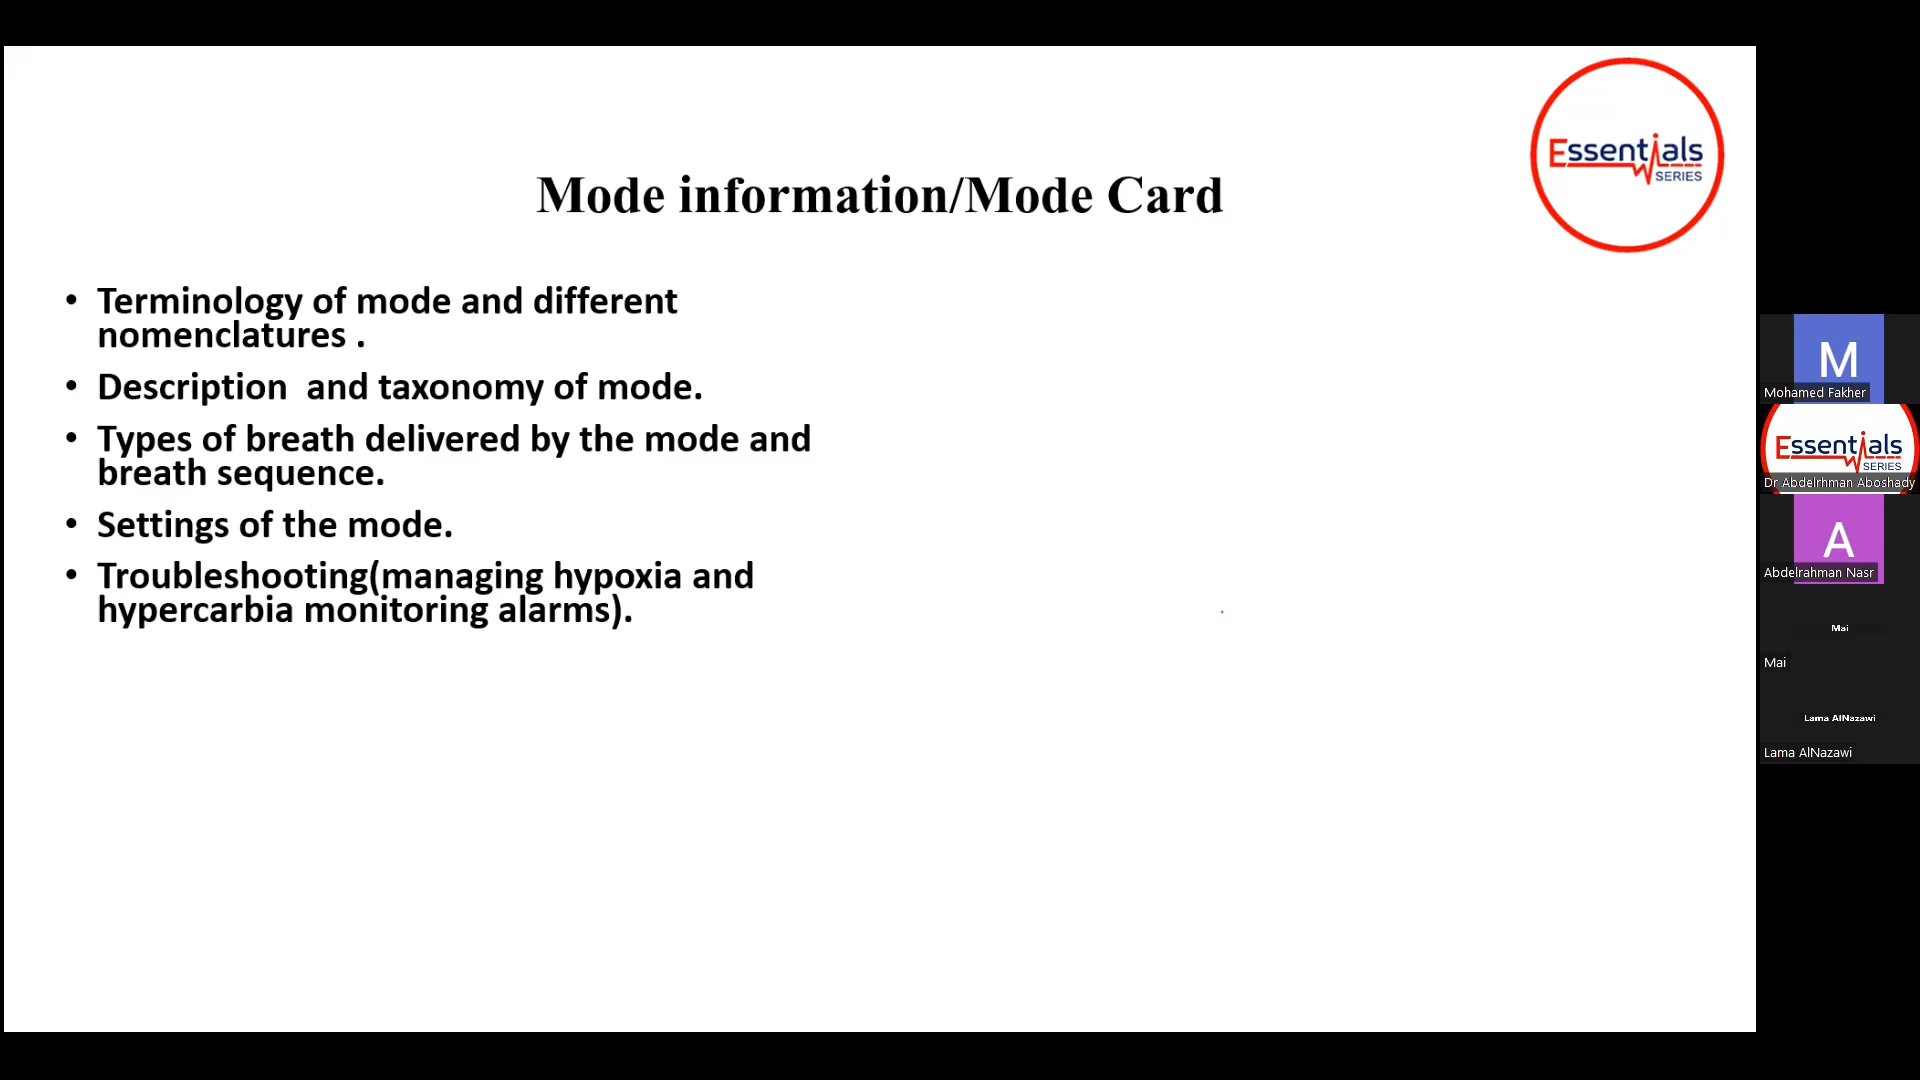 Essentials
SERIES
Mode information/Mode Card
• Terminology of mode and different
nomenclatures .
• Description  and taxonomy of mode.
• Types of breath delivered by the mode and
breath sequence.
• Settings of the mode.
• Troubleshooting(managing hypoxia and
hypercarbia monitoring alarms).
M
Mohamed Fakher
Essentials
SERIES
Dr Abdelrhman Aboshady
A
Abdelrahman Nasr
Mai
Mai
Lama AlNazawi
Lama AlNazawi